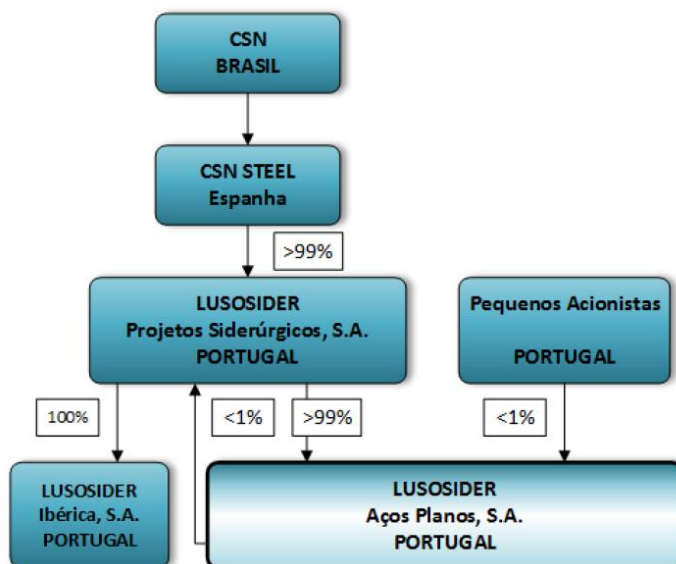 CSN
BRASIL
CSN STEEL
Espanha
>99%
LUSOSIDER
Projetos Siderúrgicos, S.A.
PORTUGAL
Pequenos Acionistas
PORTUGAL
100%
<1%
>99%
<1%
LUSOSIDER
Ibérica, S.A.
PORTUGAL
LUSOSIDER
Aços Planos, S.A.
PORTUGAL